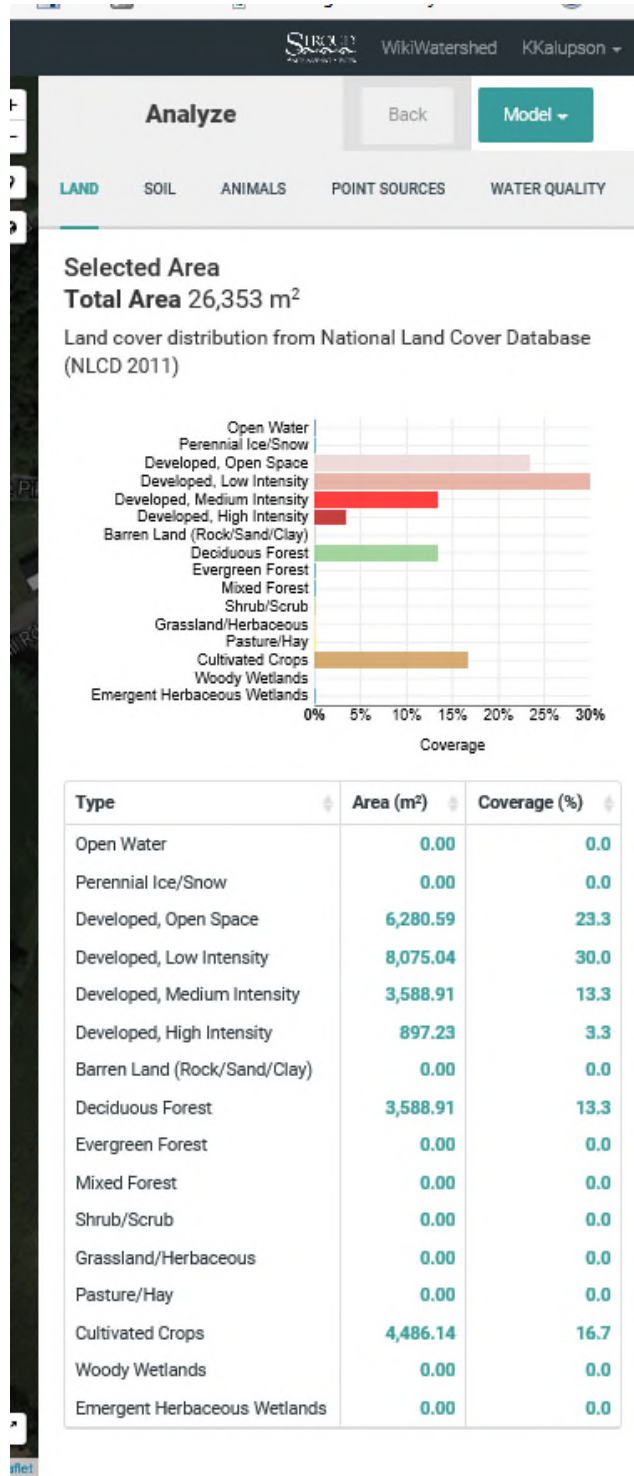 STROUD WikiWatershed KKalupson
Analyze Back Model
LAND SOIL ANIMALS POINT SOURCES WATER QUALITY
Selected Area
Total Area 26,353 m²
Land cover distribution from National Land Cover Database
(NLCD 2011)
Open Water
Perennial Ice/Snow
Developed, Open Space
Developed, Low Intensity
Developed, Medium Intensity
Developed, High Intensity
Barren Land (Rock/Sand/Clay)
Deciduous Forest
Evergreen Forest
Mixed Forest
Shrub/Scrub
Grassland/Herbaceous
Pasture/Hay
Cultivated Crops
Woody Wetlands
Emergent Herbaceous Wetlands
0% 5% 10% 15% 20% 25% 30%
Coverage
Type Area (m²) Coverage (%)
Open Water 0.00 0.0
Perennial Ice/Snow 0.00 0.0
Developed, Open Space 6,280.59 23.3
Developed, Low Intensity 8,075.04 30.0
Developed, Medium Intensity 3,588.91 13.3
Developed, High Intensity 897.23 3.3
Barren Land (Rock/Sand/Clay) 0.00 0.0
Deciduous Forest 3,588.91 13.3
Evergreen Forest 0.00 0.0
Mixed Forest 0.00 0.0
Shrub/Scrub 0.00 0.0
Grassland/Herbaceous 0.00 0.0
Pasture/Hay 0.00 0.0
Cultivated Crops 4,486.14 16.7
Woody Wetlands 0.00 0.0
Emergent Herbaceous Wetlands 0.00 0.0